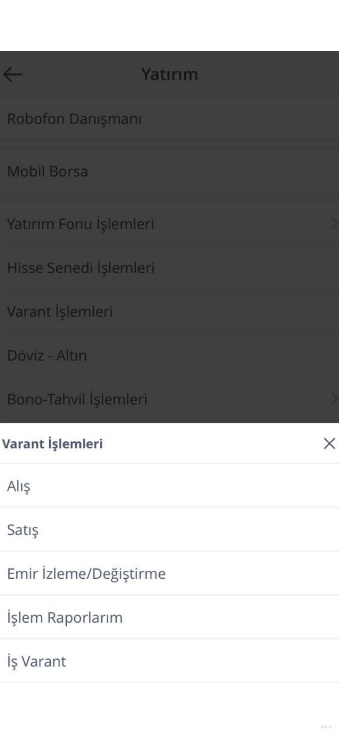 Yatırım
Robofon Danışmanı
Mobil Borsa
Yatırım Fonu İşlemleri
Hisse Senedi İşlemleri
Varant İşlemleri
Döviz - Altın
Bono-Tahvil İşlemleri
Varant İşlemleri
Alış
Satış
Emir İzleme/Değiştirme
İşlem Raporlarım
İş Varant